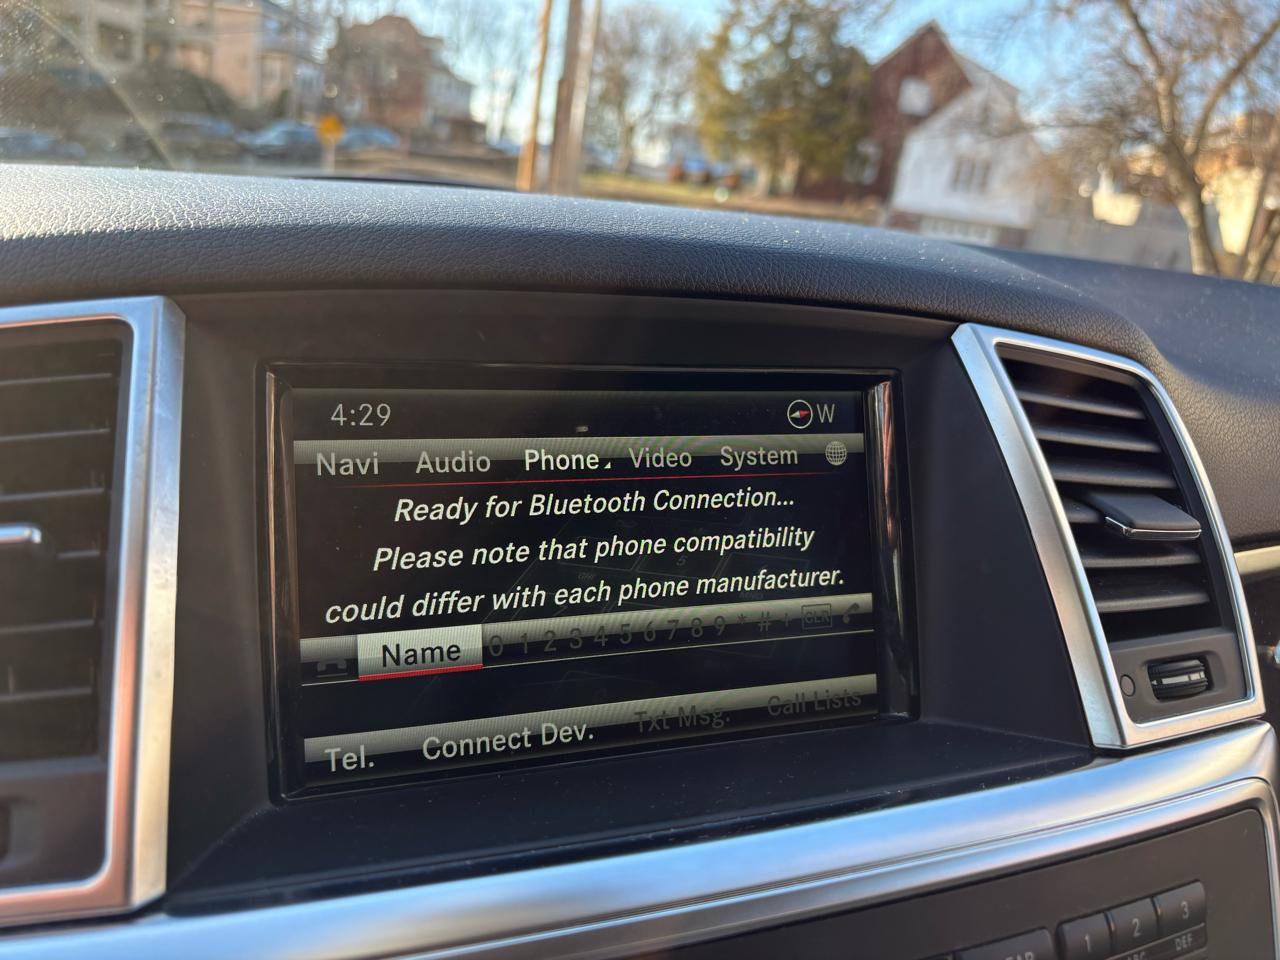 4:29 W
Navi Audio Phone Video System
Ready for Bluetooth Connection...
Please note that phone compatibility
could differ with each phone manufacturer.
Name 0 1 2 3 4 5 6 7 8 9 * # + CLR
Tel. Connect Dev. Txt Msg. Call Lists
1 2 3
DEF